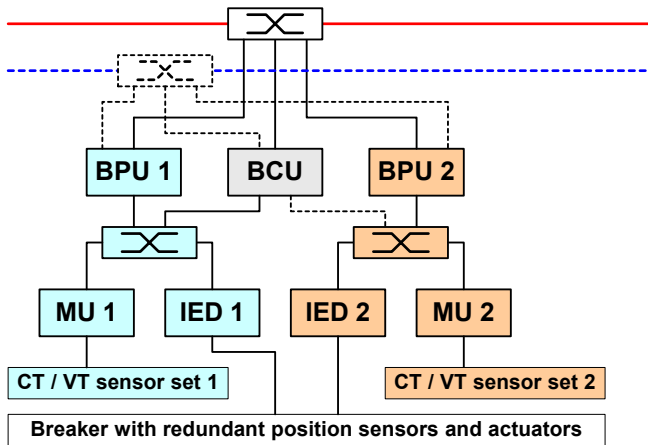 BPU 1
BCU
BPU 2
MU 1
IED 1
IED 2
MU 2
CT / VT sensor set 1
CT / VT sensor set 2
Breaker with redundant position sensors and actuators